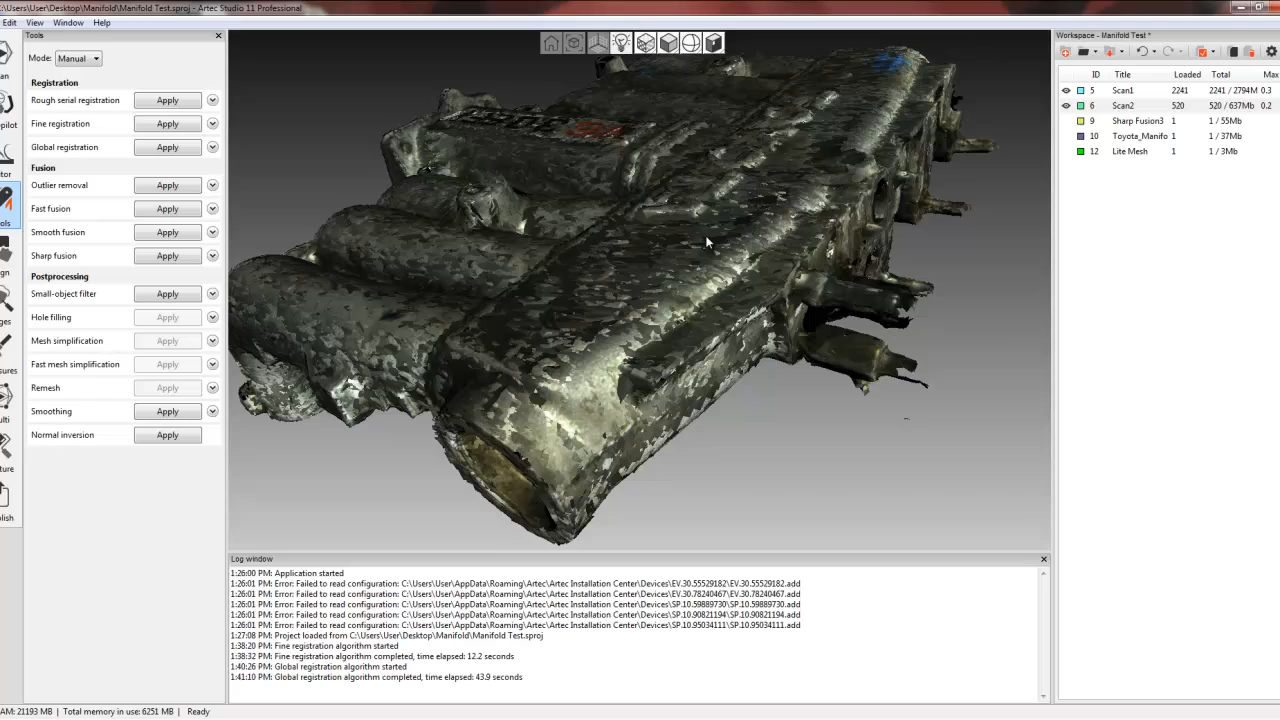 C:\Users\User\Desktop\Manifold\Manifold Test.sproj - Artec Studio 11 Professional
Edit View Window Help
Tools
Mode: Manual
Registration
Rough serial registration Apply
Fine registration Apply
Global registration Apply
Fusion
Outlier removal Apply
Fast fusion Apply
Smooth fusion Apply
Sharp fusion Apply
Postprocessing
Small-object filter Apply
Hole filling Apply
Mesh simplification Apply
Fast mesh simplification Apply
Remesh Apply
Smoothing Apply
Normal inversion Apply
Workspace - Manifold Test *
ID Title Loaded Total Max
5 Scan1 2241 2241 / 2794M 0.3
6 Scan2 520 520 / 637Mb 0.2
9 Sharp Fusion3 1 1 / 55Mb
10 Toyota_Manifo 1 1 / 37Mb
12 Lite Mesh 1 1 / 3Mb
Log window
1:26:00 PM: Application started
1:26:01 PM: Error: Failed to read configuration: C:\Users\User\AppData\Roaming\Artec\Artec Installation Center\Devices\EV.30.55529182\EV.30.55529182.add
1:26:01 PM: Error: Failed to read configuration: C:\Users\User\AppData\Roaming\Artec\Artec Installation Center\Devices\EV.30.78240467\EV.30.78240467.add
1:26:01 PM: Error: Failed to read configuration: C:\Users\User\AppData\Roaming\Artec\Artec Installation Center\Devices\SP.10.59889730\SP.10.59889730.add
1:26:01 PM: Error: Failed to read configuration: C:\Users\User\AppData\Roaming\Artec\Artec Installation Center\Devices\SP.10.90821194\SP.10.90821194.add
1:26:01 PM: Error: Failed to read configuration: C:\Users\User\AppData\Roaming\Artec\Artec Installation Center\Devices\SP.10.95034111\SP.10.95034111.add
1:27:08 PM: Project loaded from C:\Users\User\Desktop\Manifold\Manifold Test.sproj
1:38:20 PM: Fine registration algorithm started
1:38:32 PM: Fine registration algorithm completed, time elapsed: 12.2 seconds
1:40:26 PM: Global registration algorithm started
1:41:10 PM: Global registration algorithm completed, time elapsed: 43.9 seconds
AM: 21193 MB | Total memory in use: 6251 MB | Ready